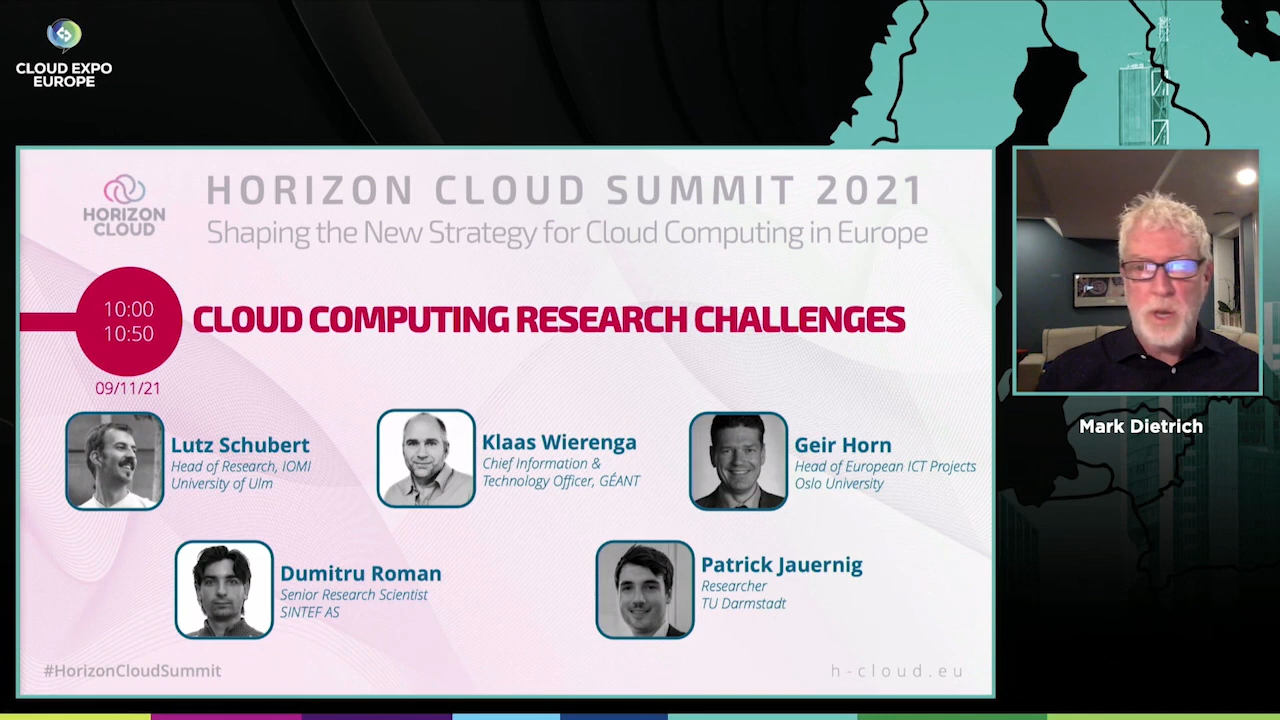 CLOUD EXPO
EUROPE
HORIZON
CLOUD
HORIZON CLOUD SUMMIT 2021
Shaping the New Strategy for Cloud Computing in Europe
10:00
10:50
CLOUD COMPUTING RESEARCH CHALLENGES
09/11/21
Lutz Schubert
Head of Research, IOMI
University of Ulm
Klaas Wierenga
Chief Information &
Technology Officer, GÉANT
Geir Horn
Head of European ICT Projects
Oslo University
Dumitru Roman
Senior Research Scientist
SINTEF AS
Patrick Jauernig
Researcher
TU Darmstadt
#HorizonCloudSummit
h-cloud.eu
Mark Dietrich